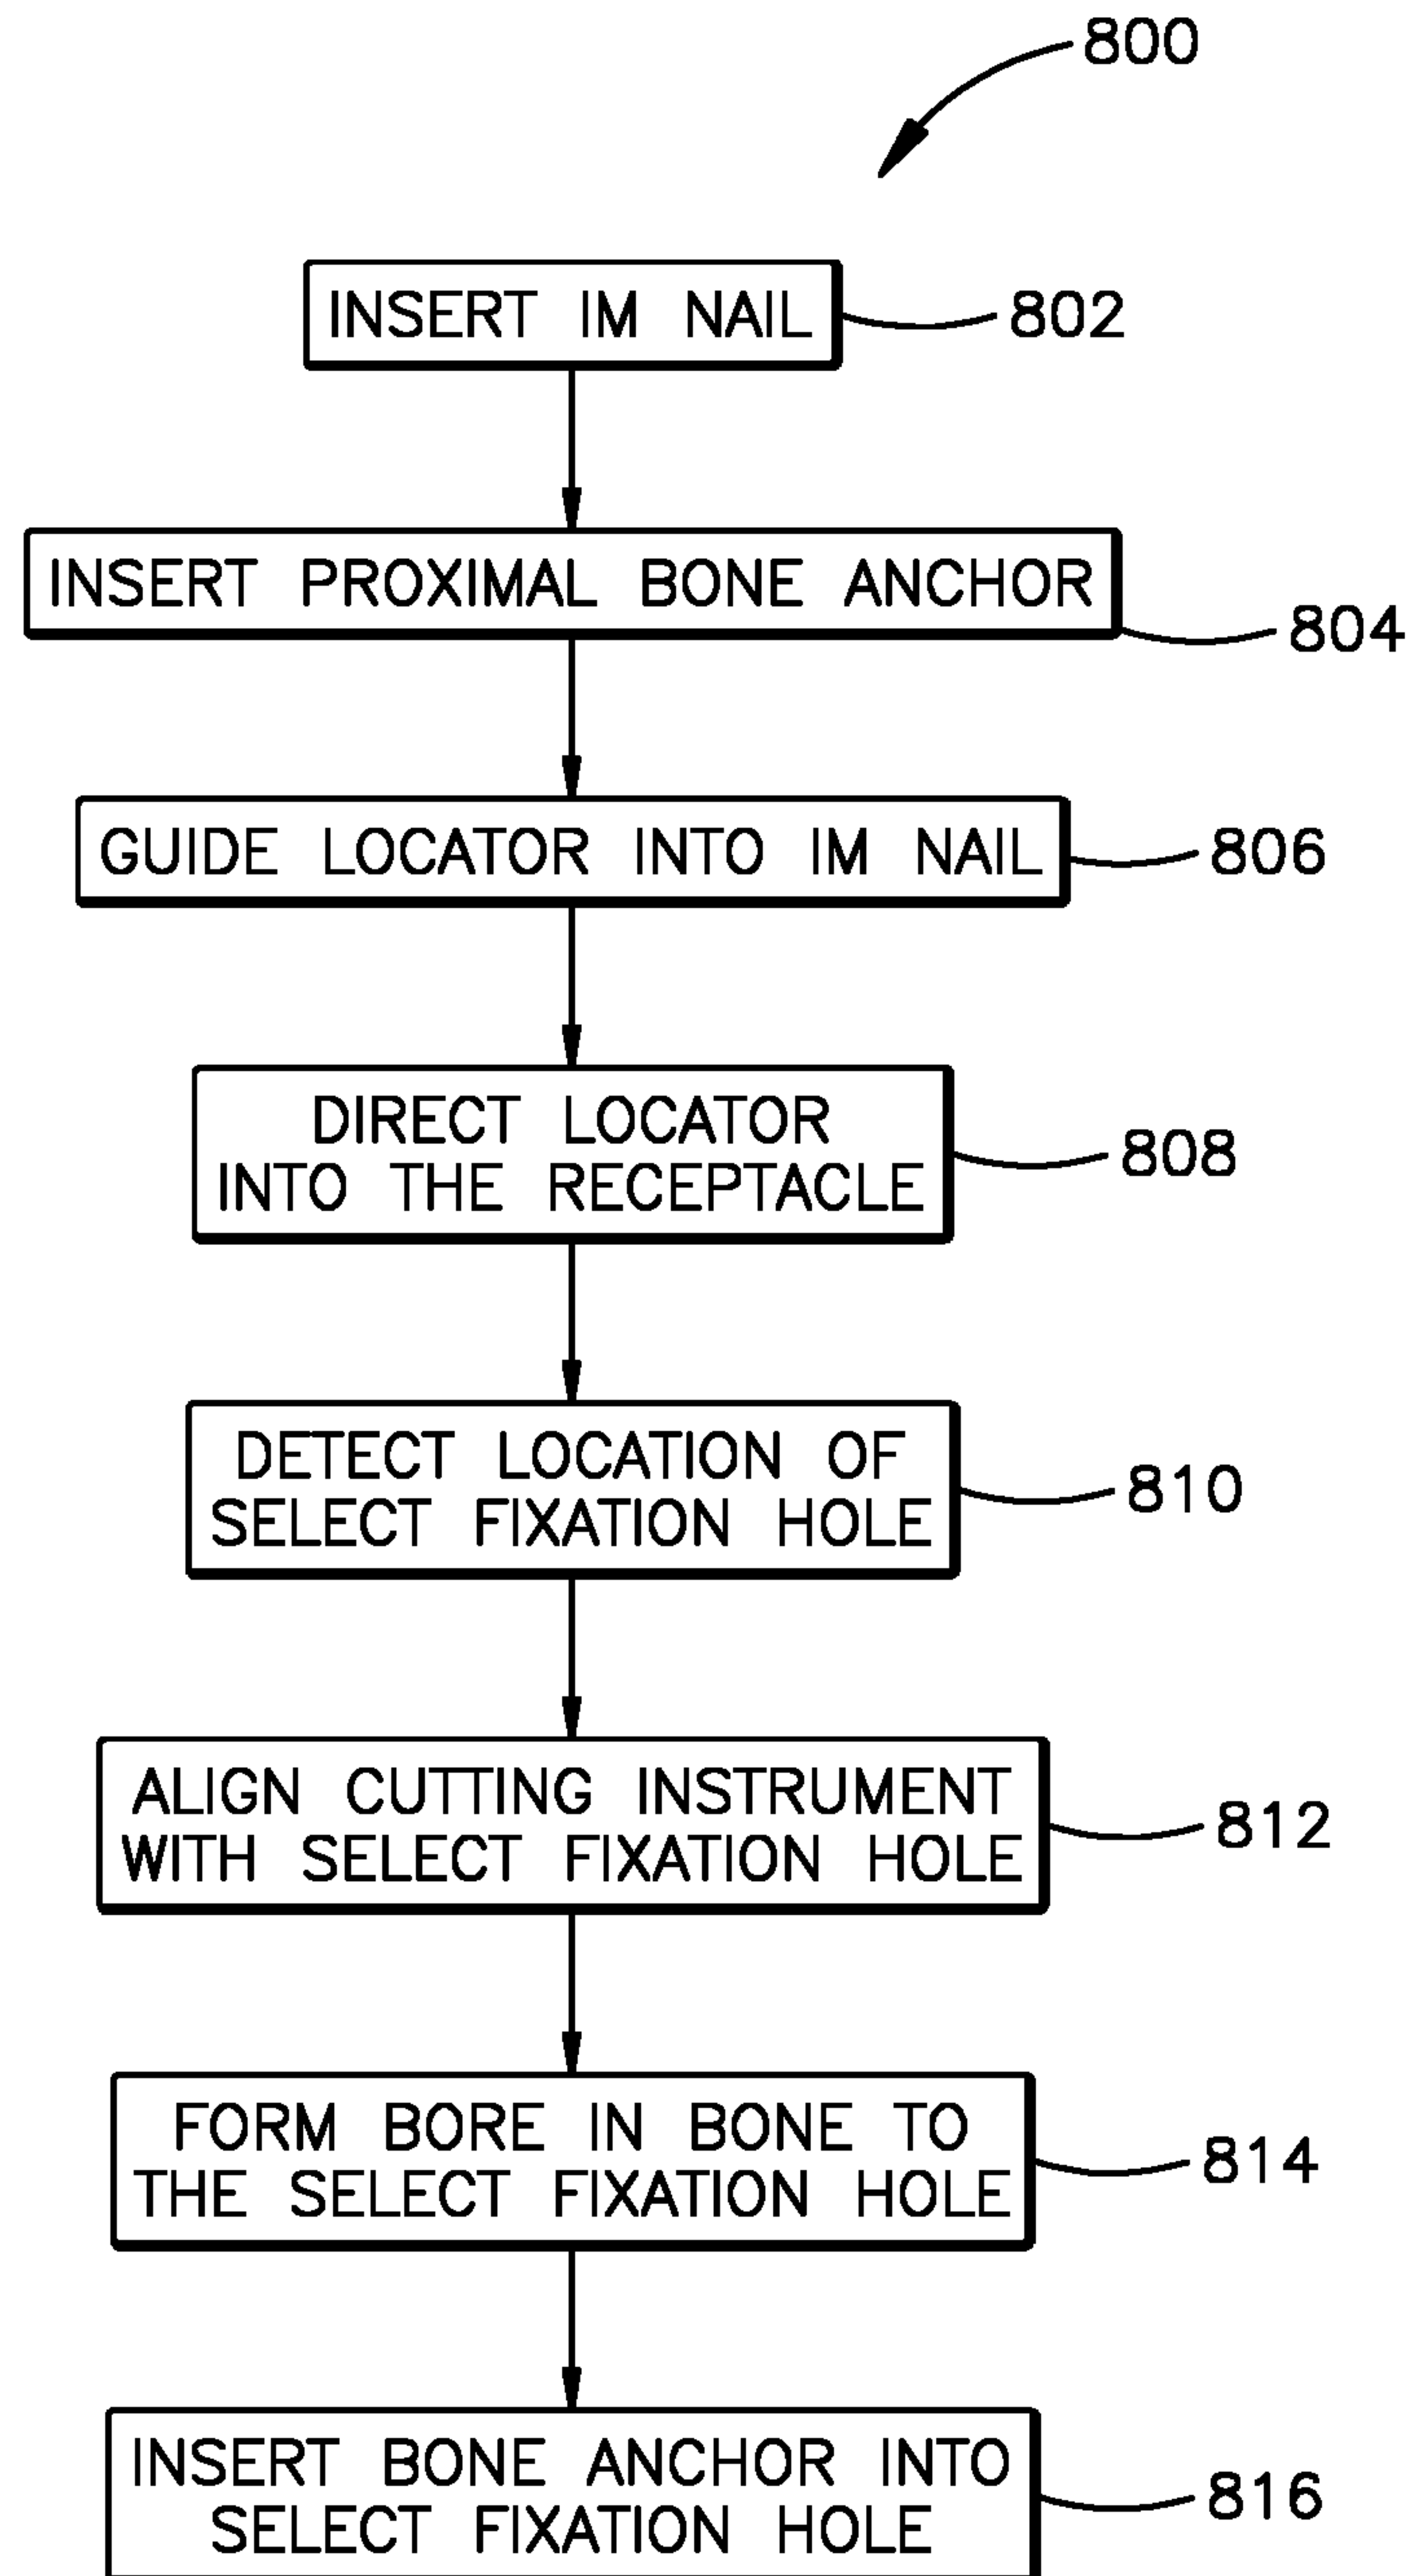 800
INSERT IM NAIL
802
INSERT PROXIMAL BONE ANCHOR
804
GUIDE LOCATOR INTO IM NAIL
806
DIRECT LOCATOR
INTO THE RECEPTACLE
808
DETECT LOCATION OF
SELECT FIXATION HOLE
810
ALIGN CUTTING INSTRUMENT
WITH SELECT FIXATION HOLE
812
FORM BORE IN BONE TO
THE SELECT FIXATION HOLE
814
INSERT BONE ANCHOR INTO
SELECT FIXATION HOLE
816